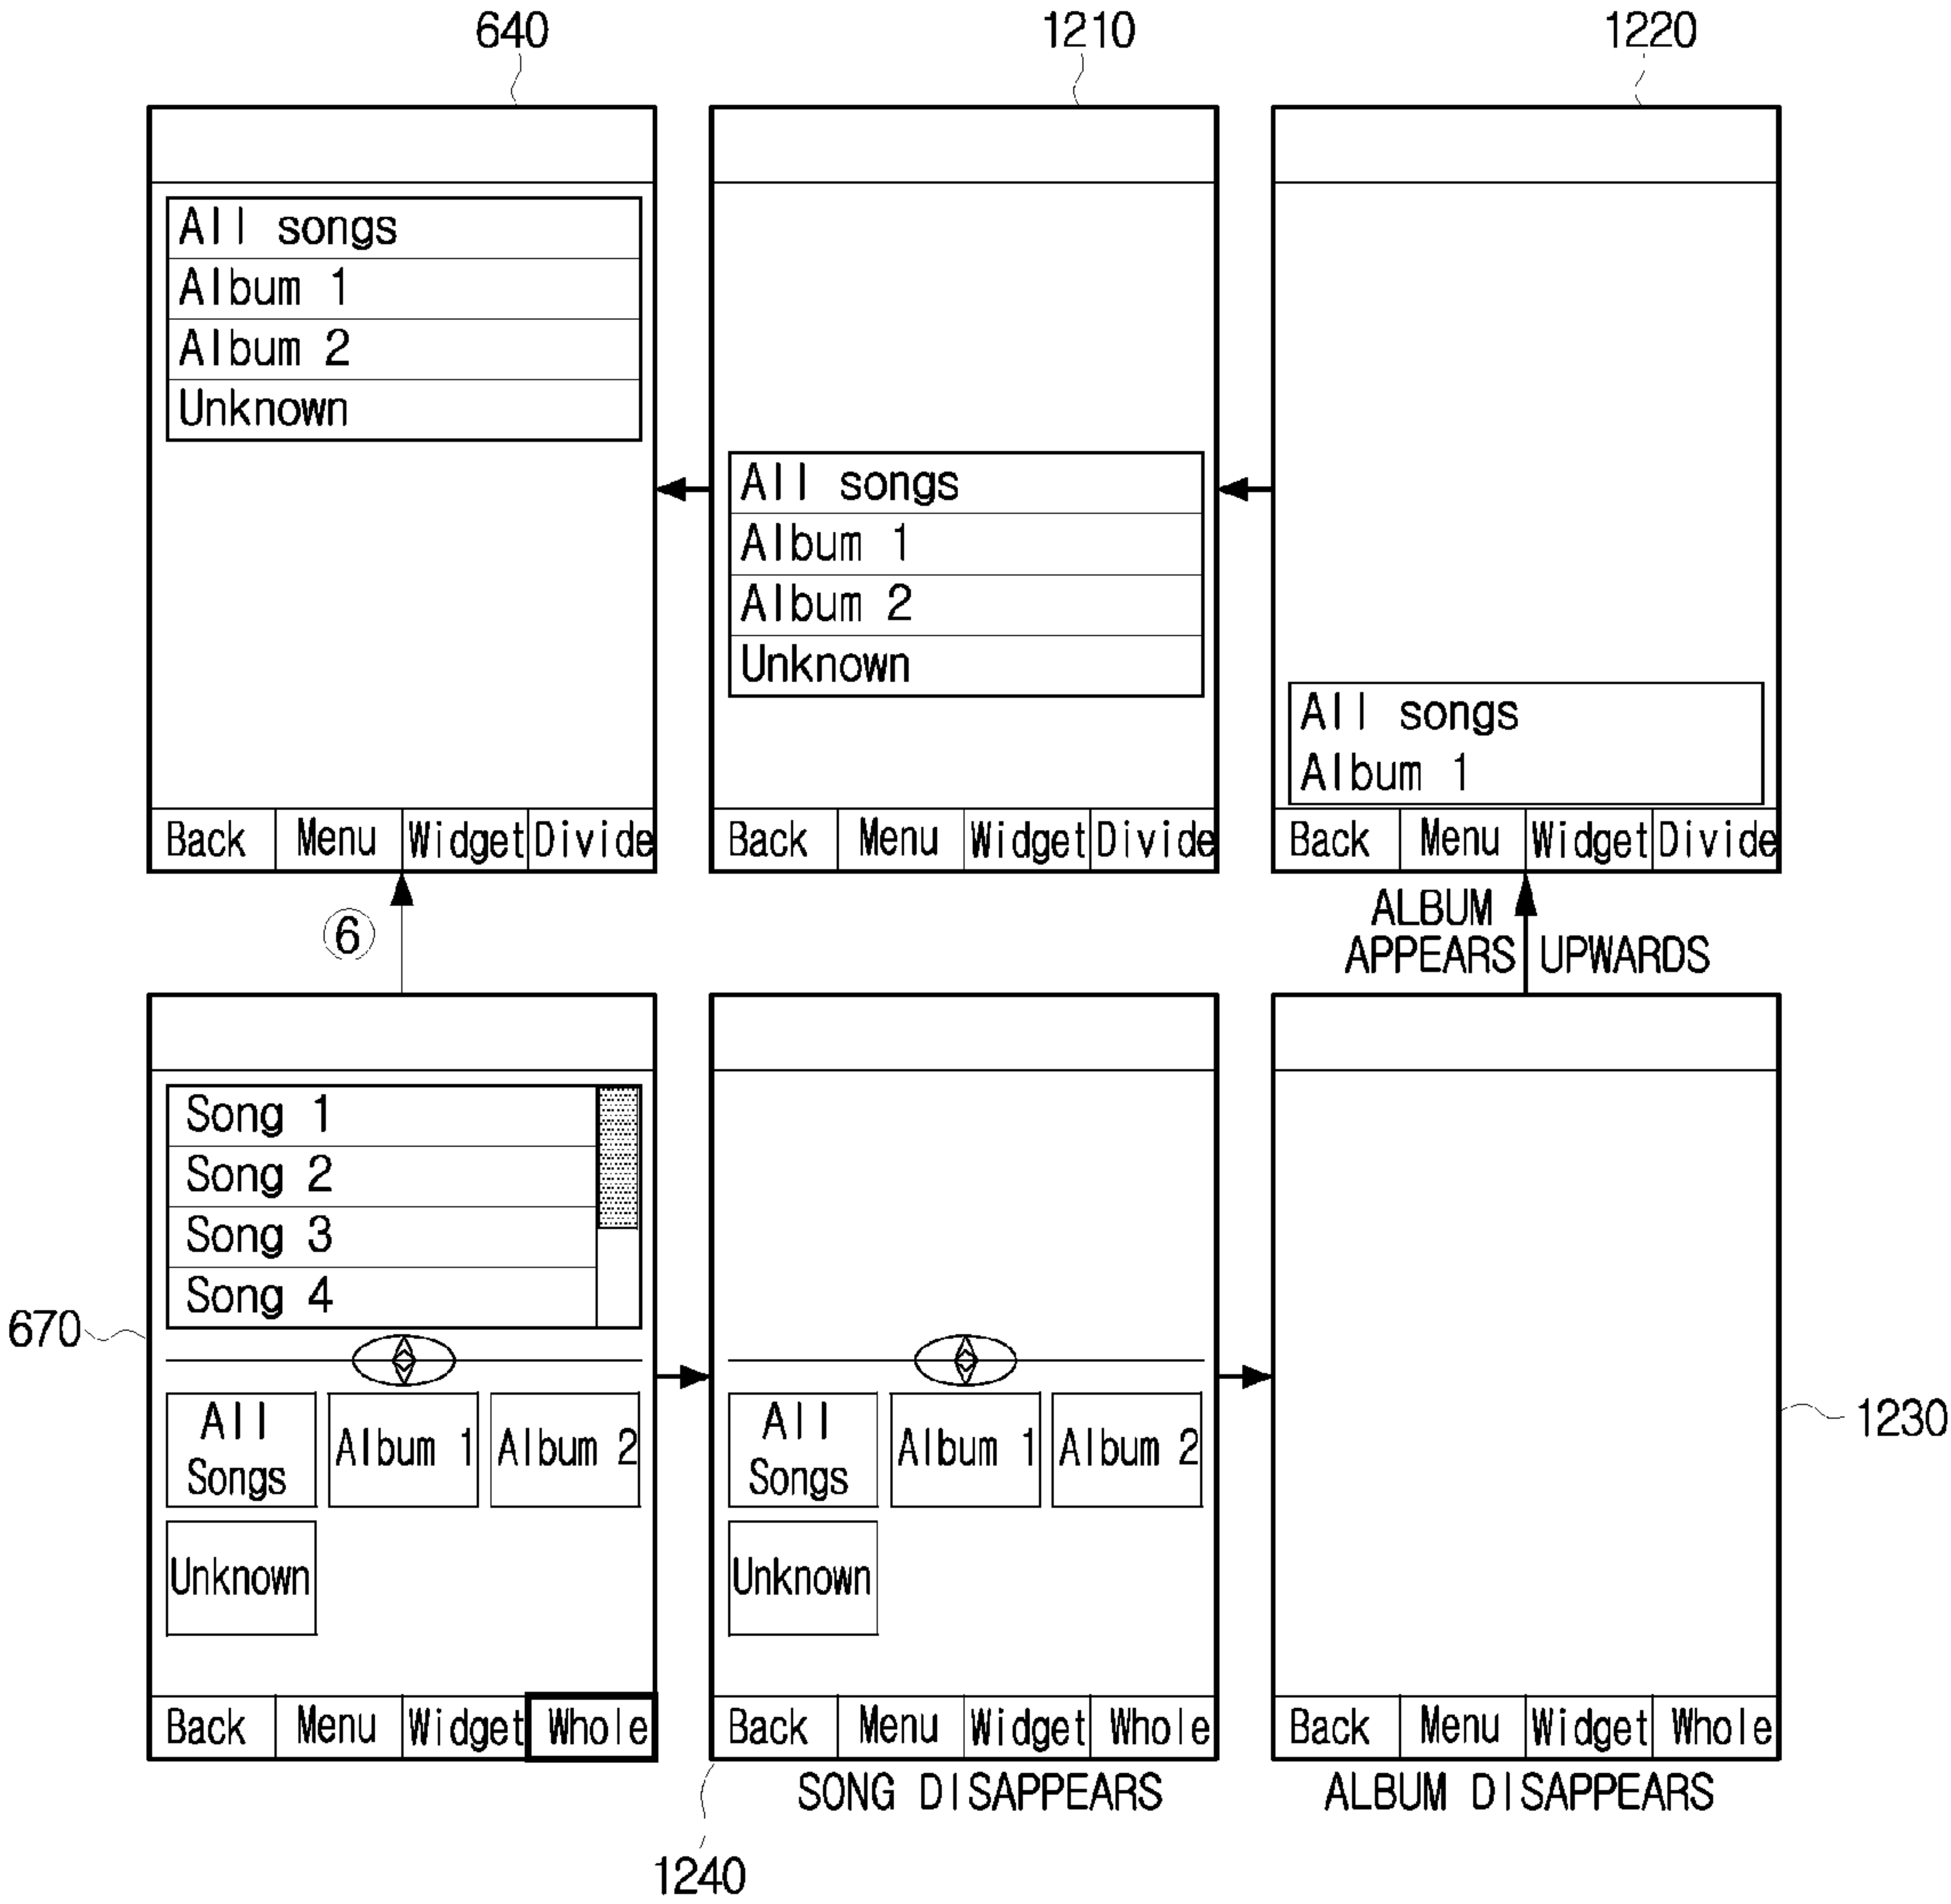 640
1210
1220
All songs
Album 1
Album 2
Unknown
Back Menu Widget Divide
All songs
Album 1
Album 2
Unknown
Back Menu Widget Divide
All songs
Album 1
Back Menu Widget Divide
6
ALBUM
APPEARS UPWARDS
670
Song 1
Song 2
Song 3
Song 4
All
Songs
Album 1
Album 2
Unknown
Back Menu Widget Whole
All
Songs
Album 1
Album 2
Unknown
Back Menu Widget Whole
SONG DISAPPEARS
1240
1230
Back Menu Widget Whole
ALBUM DISAPPEARS